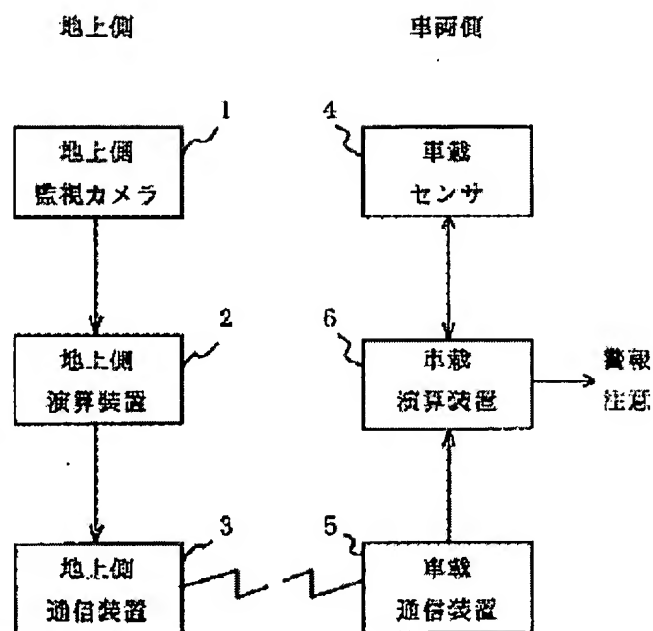 地上側
車両側
1
4
地上側
監視カメラ
車載
センサ
2
6
地上側
演算装置
車載
演算装置
警報
注意
3
5
地上側
通信装置
車載
通信装置